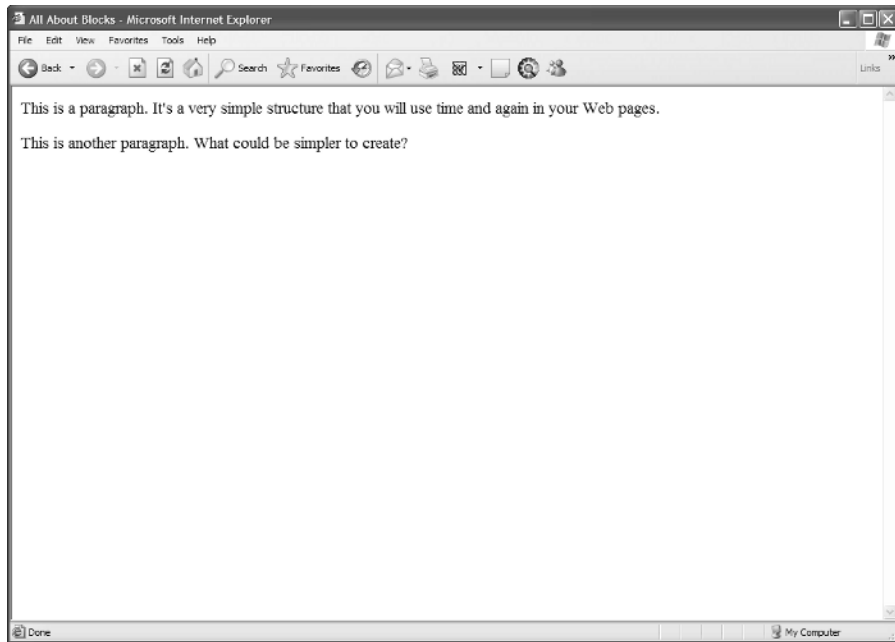 All About Blocks - Microsoft Internet Explorer
File Edit View Favorites Tools Help
Back Search Favorites Links »
This is a paragraph. It's a very simple structure that you will use time and again in your Web pages.
This is another paragraph. What could be simpler to create?
Done My Computer